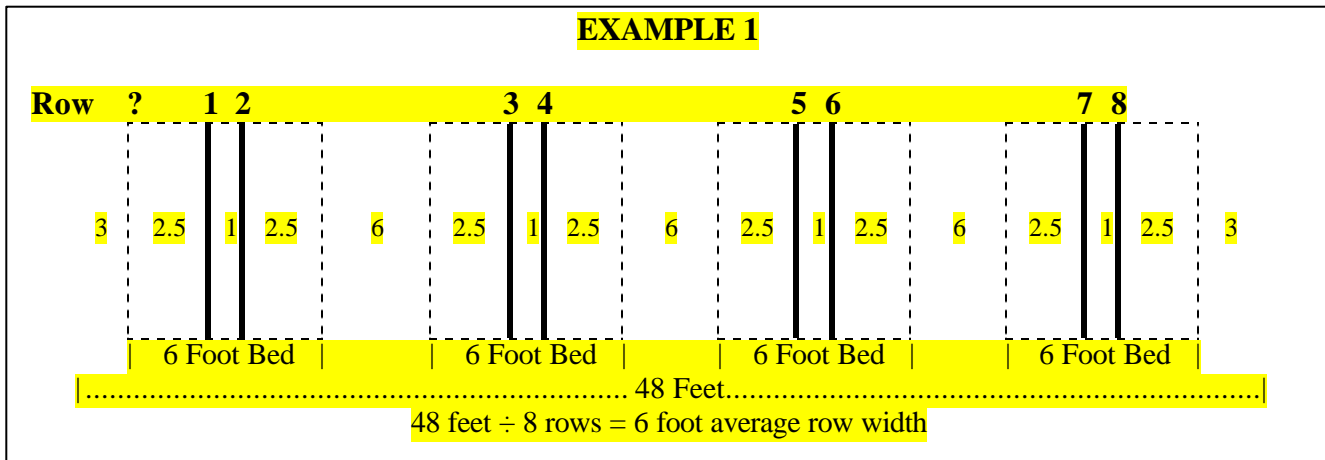 EXAMPLE 1
Row ? 1 2 3 4 5 6 7 8
3 2.5 1 2.5 6 2.5 1 2.5 6 2.5 1 2.5 6 2.5 1 2.5 3
| 6 Foot Bed | | 6 Foot Bed | | 6 Foot Bed | | 6 Foot Bed |
|............................................................................................ 48 Feet...........................................................................................|
48 feet ÷ 8 rows = 6 foot average row width